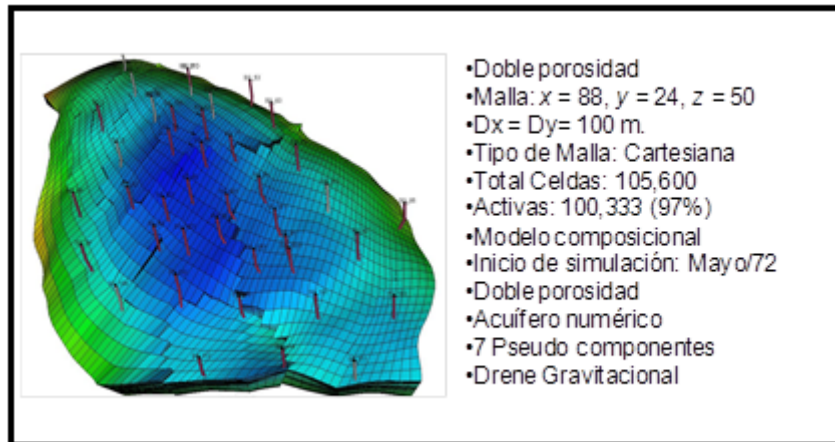 •Doble porosidad
•Malla: x = 88, y = 24, z = 50
•Dx = Dy= 100 m.
•Tipo de Malla: Cartesiana
•Total Celdas: 105,600
•Activas: 100,333 (97%)
•Modelo composicional
•Inicio de simulación: Mayo/72
•Doble porosidad
•Acuífero numérico
•7 Pseudo componentes
•Drene Gravitacional